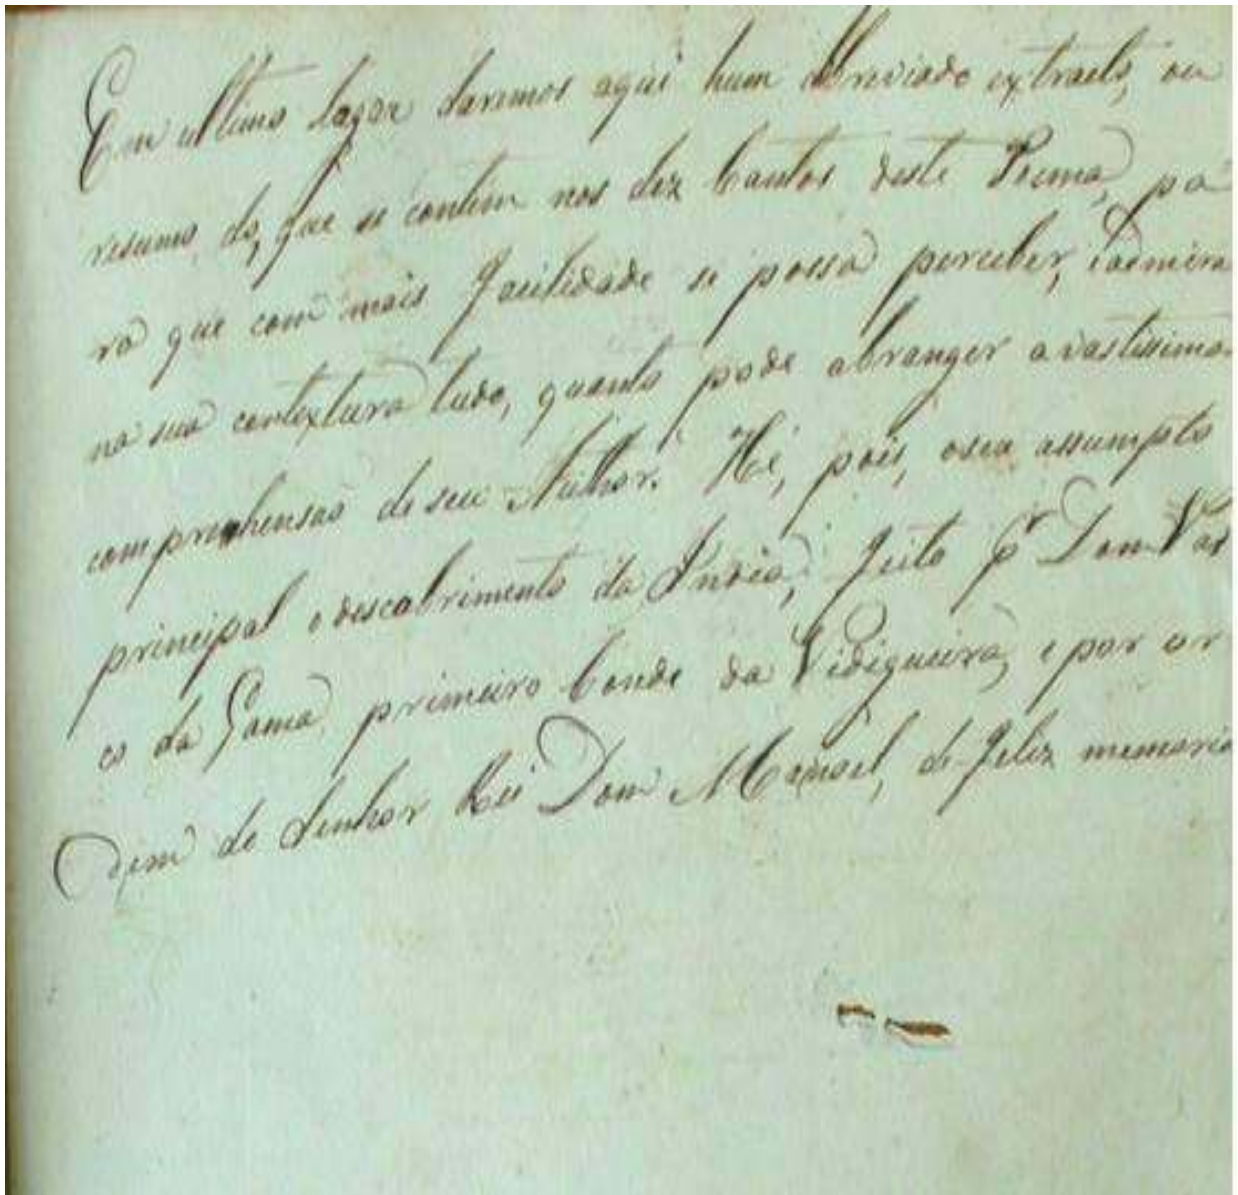 Em ultimo lugar daremos aqui hum abreviado extracto, ou
resumo do, que se contém nos dez Cantos deste Poema, pa
ra que com mais facilidade se possa perceber, e admirar
na sua contextura tudo, quanto pode abranger a vastissima
comprehensaõ de seu Author. Hé, pois, o seu assumpto
principal o descobrimento da India, feito pr Dom Vas
co da Gama primeiro Conde da Vidigueira, e por or
dem do Senhor Rei Dom Manoel, de feliz memoria